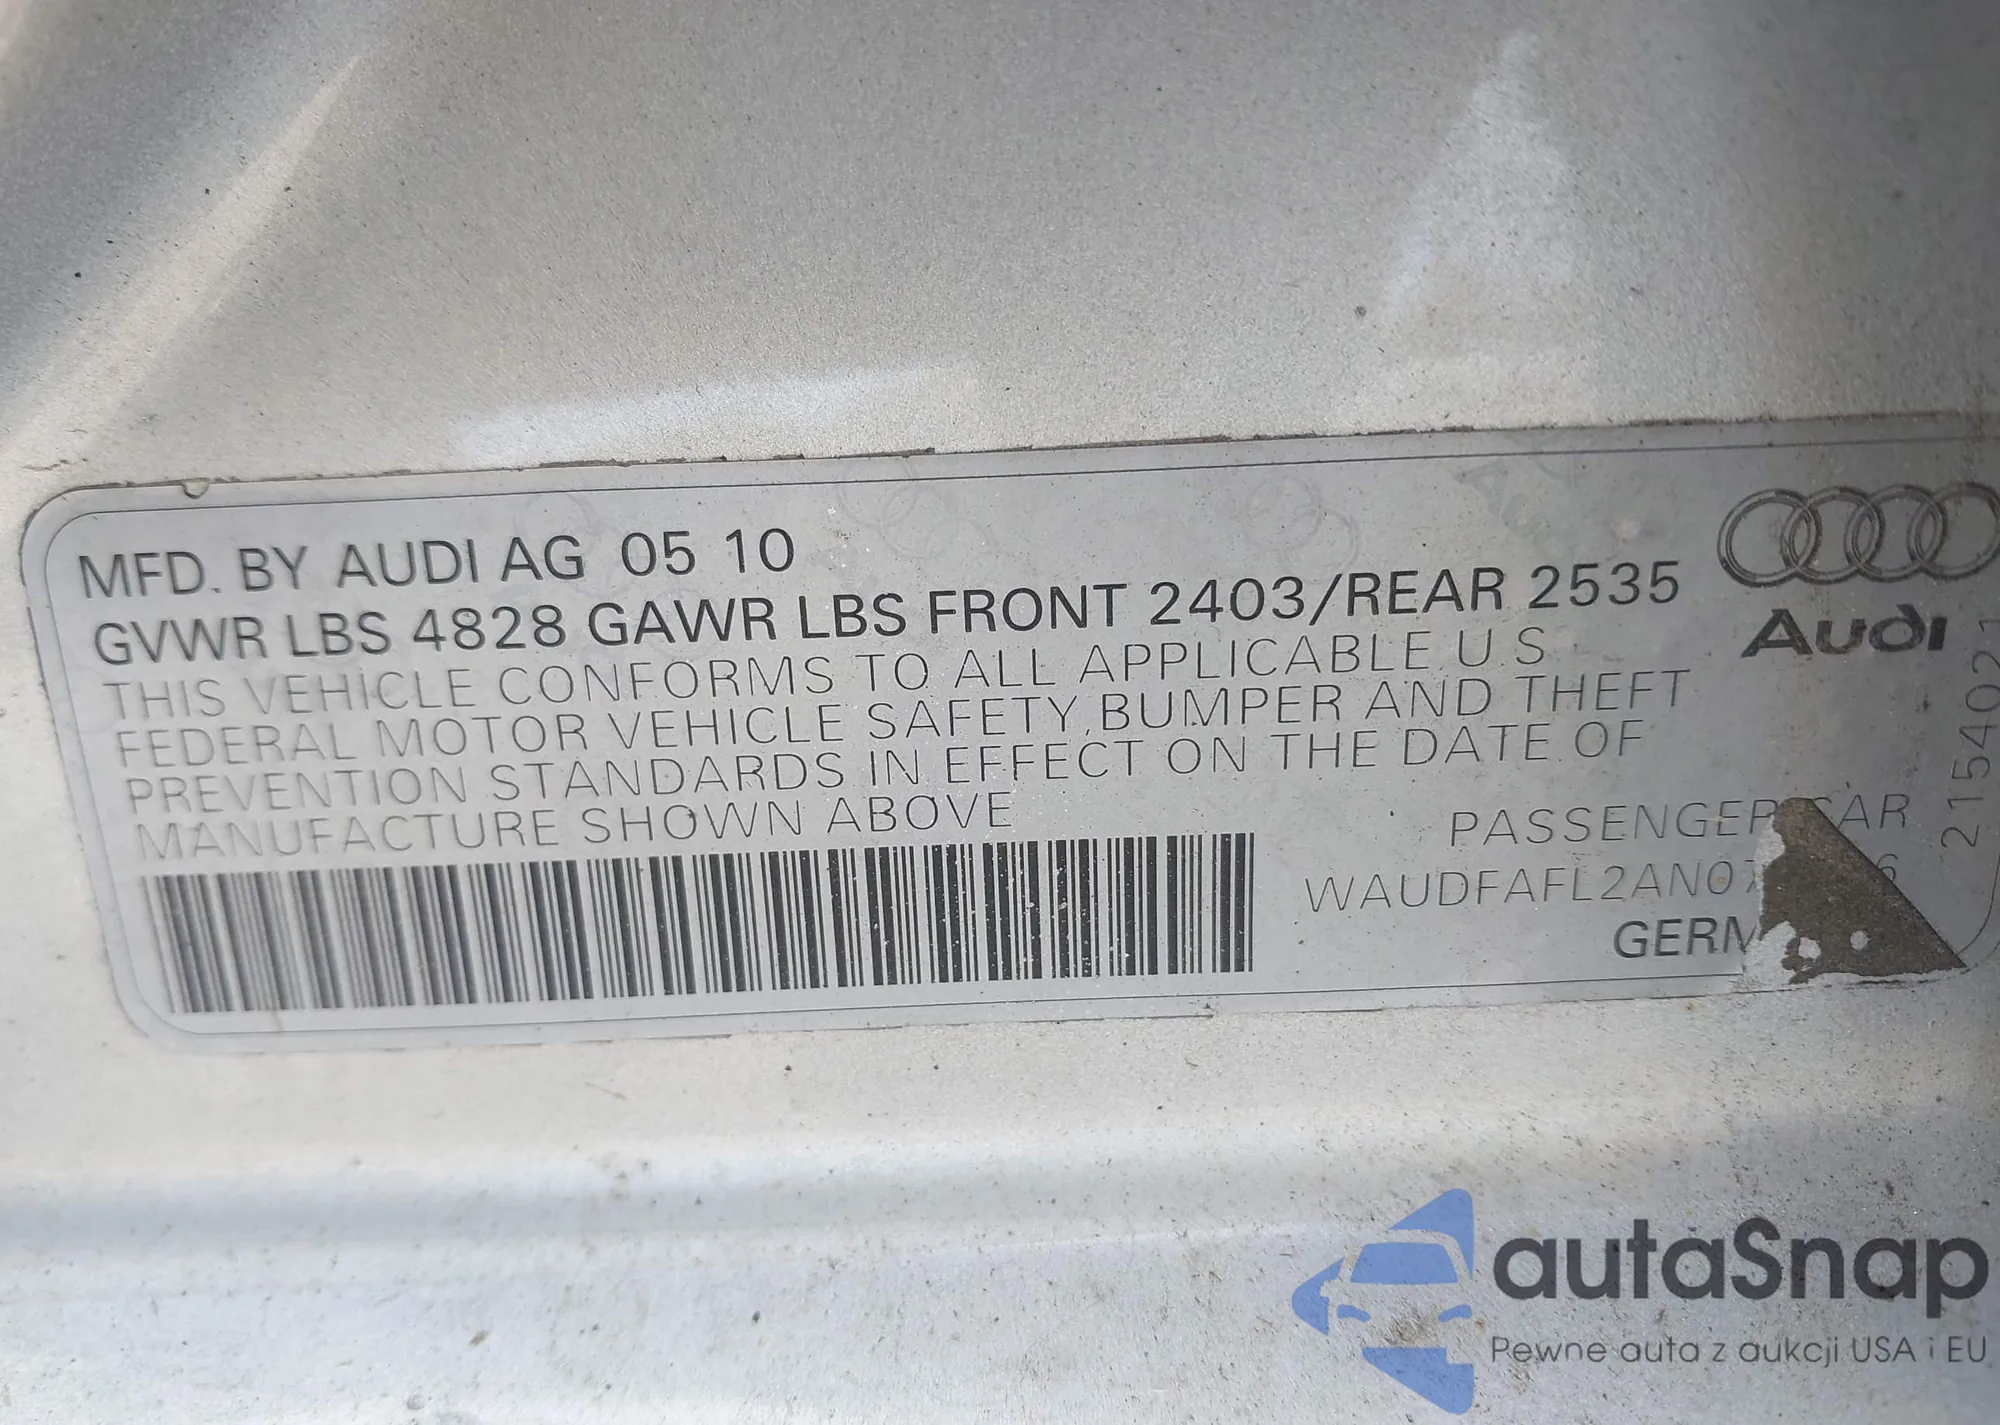 MFD. BY AUDI AG 05 10
GVWR LBS 4828 GAWR LBS FRONT 2403/REAR 2535
THIS VEHICLE CONFORMS TO ALL APPLICABLE U.S
FEDERAL MOTOR VEHICLE SAFETY,BUMPER AND THEFT
PREVENTION STANDARDS IN EFFECT ON THE DATE OF
MANUFACTURE SHOWN ABOVE
Audi
2154021
PASSENGER CAR
autaSnap
Pewne auta z aukcji USA i EU